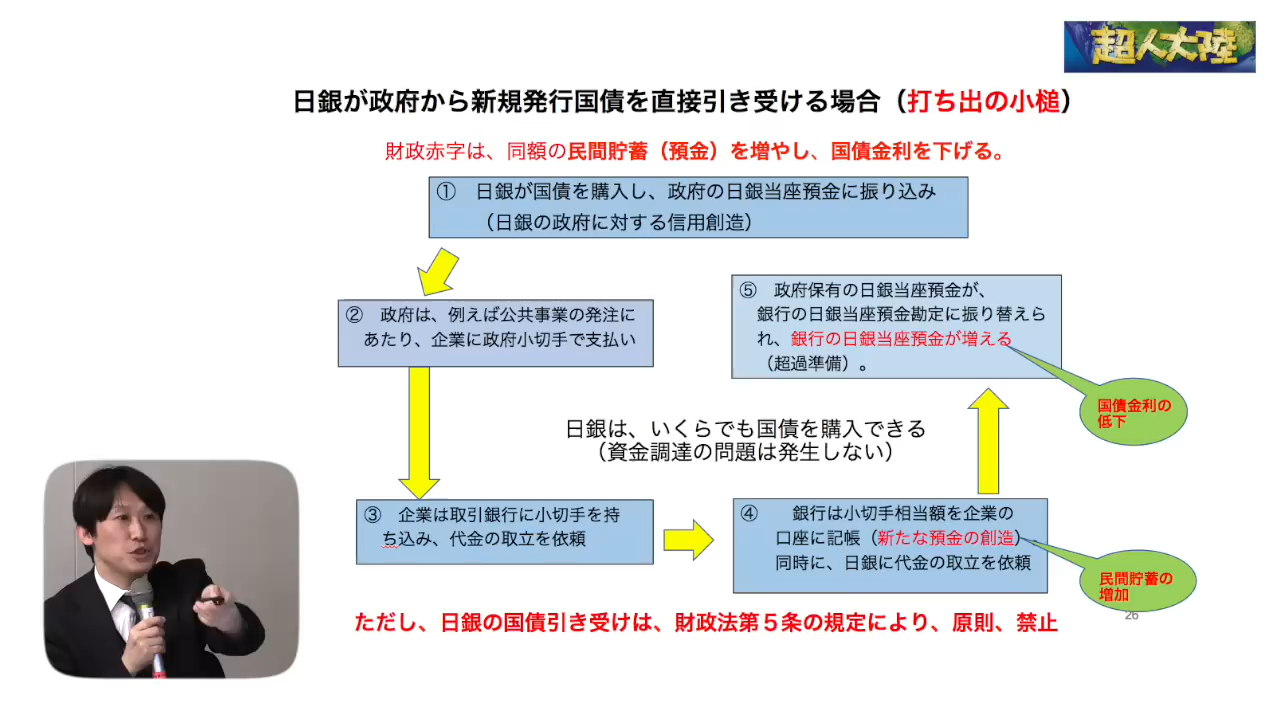 超人大陸
日銀が政府から新規発行国債を直接引き受ける場合（打ち出の小槌）
財政赤字は、同額の民間貯蓄（預金）を増やし、国債金利を下げる。
① 日銀が国債を購入し、政府の日銀当座預金に振り込み
（日銀の政府に対する信用創造）
② 政府は、例えば公共事業の発注に
あたり、企業に政府小切手で支払い
③ 企業は取引銀行に小切手を持
ち込み、代金の取立を依頼
④ 銀行は小切手相当額を企業の
口座に記帳（新たな預金の創造）、
同時に、日銀に代金の取立を依頼
民間貯蓄の
増加
⑤ 政府保有の日銀当座預金が、
銀行の日銀当座預金勘定に振り替えら
れ、銀行の日銀当座預金が増える
（超過準備）。
国債金利の
低下
日銀は、いくらでも国債を購入できる
（資金調達の問題は発生しない）
ただし、日銀の国債引き受けは、財政法第５条の規定により、原則、禁止
26